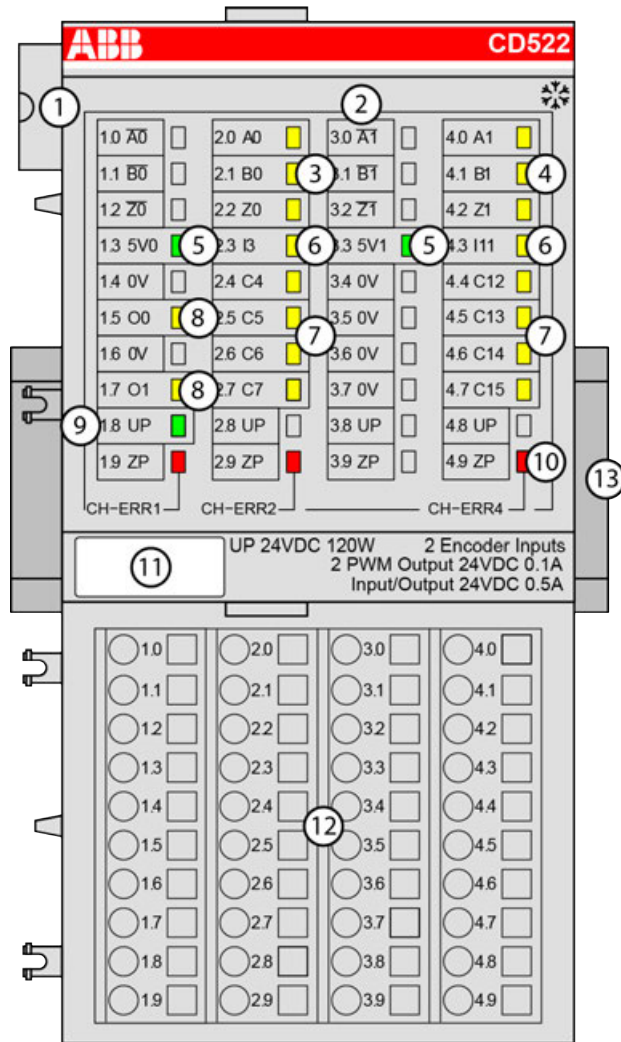 ABB CD522
1 2
1.0 A̅0̅ 2.0 A0 3.0 A̅1̅ 4.0 A1
1.1 B̅0̅ 2.1 B0 3 3.1 B̅1̅ 4.1 B1 4
1.2 Z̅0̅ 2.2 Z0 3.2 Z̅1̅ 4.2 Z1
1.3 5V0 5 2.3 I3 6 3.3 5V1 5 4.3 I11 6
1.4 0V 2.4 C4 3.4 0V 4.4 C12
1.5 O0 8 2.5 C5 7 3.5 0V 4.5 C13 7
1.6 0V 2.6 C6 3.6 0V 4.6 C14
1.7 O1 8 2.7 C7 3.7 0V 4.7 C15
9 1.8 UP 2.8 UP 3.8 UP 4.8 UP
1.9 ZP 2.9 ZP 3.9 ZP 4.9 ZP 10
13
CH-ERR1 CH-ERR2 CH-ERR4
11 UP 24VDC 120W 2 Encoder Inputs
2 PWM Output 24VDC 0.1A
Input/Output 24VDC 0.5A
1.0 2.0 3.0 4.0
1.1 2.1 3.1 4.1
1.2 2.2 3.2 4.2
1.3 2.3 3.3 4.3
1.4 2.4 3.4 4.4
12
1.5 2.5 3.5 4.5
1.6 2.6 3.6 4.6
1.7 2.7 3.7 4.7
1.8 2.8 3.8 4.8
1.9 2.9 3.9 4.9